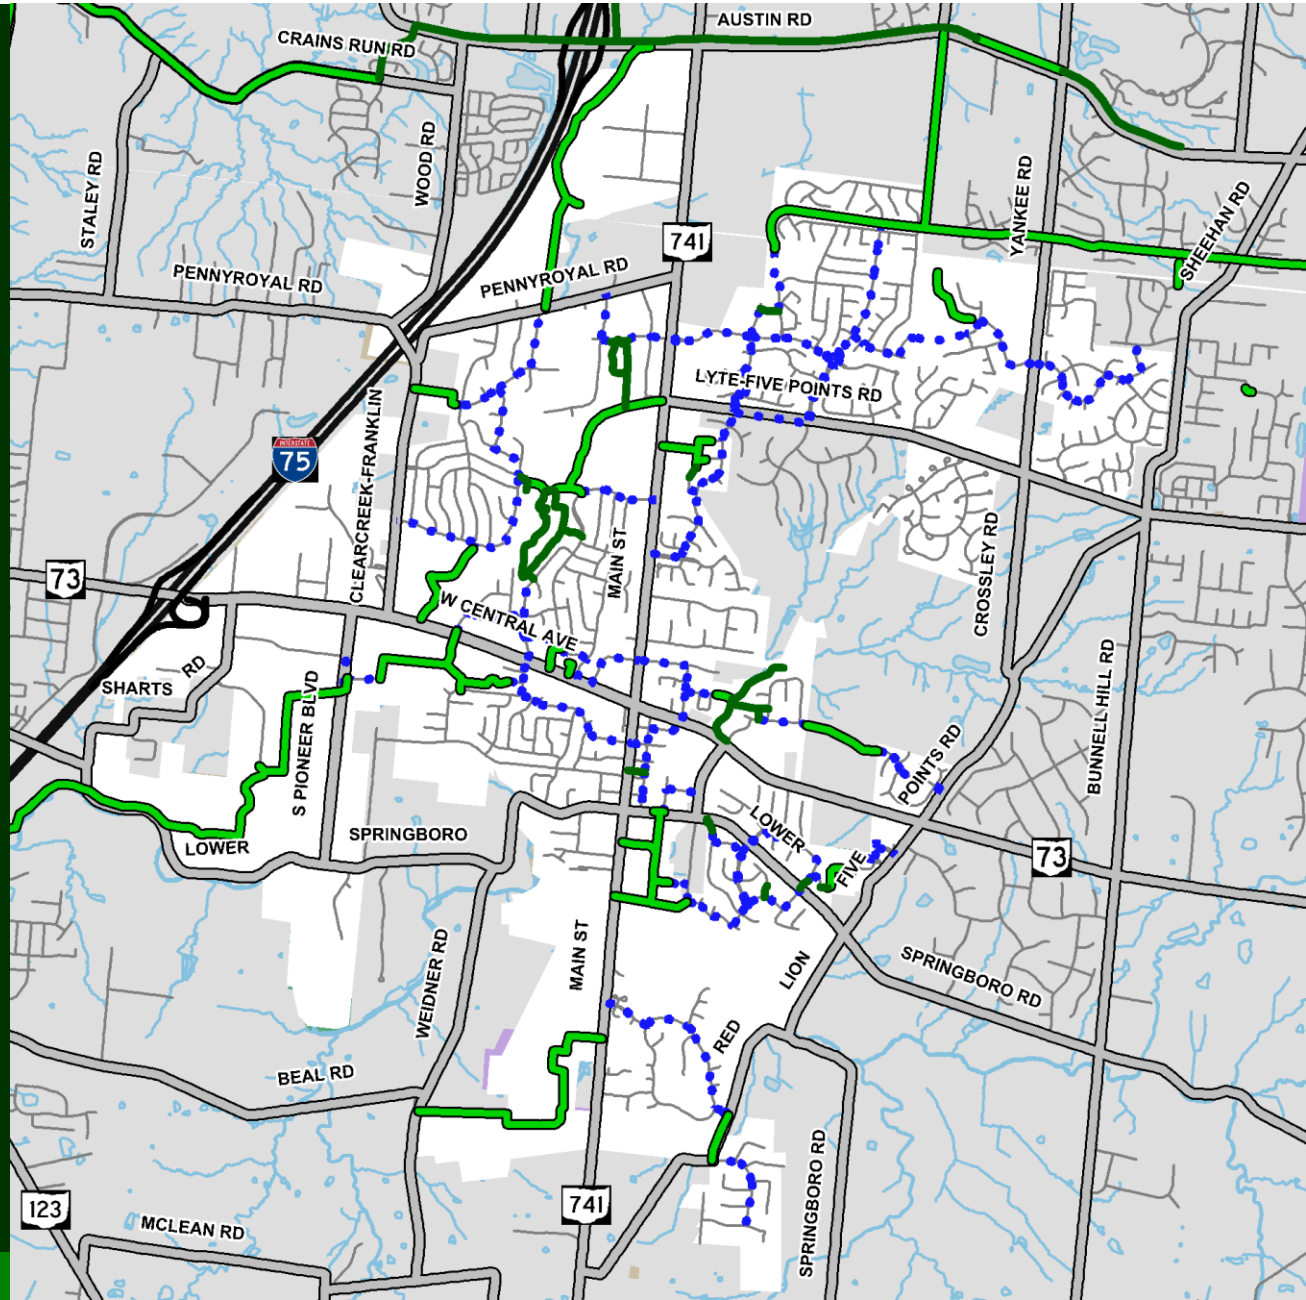 AUSTIN RD
CRAINS RUN RD
STALEY RD
WOOD RD
YANKEE RD
SHEEHAN RD
741
PENNYROYAL RD
PENNYROYAL RD
LYTE-FIVE POINTS RD
CLEARCREEK-FRANKLIN
INTERSTATE
75
MAIN ST
CROSSLEY RD
73
W CENTRAL AVE
SHARTS RD
S PIONEER BLVD
BUNNELL HILL RD
POINTS RD
LOWER
SPRINGBORO
LOWER
FIVE
73
MAIN ST
WEIDNER RD
LION
SPRINGBORO RD
RED
BEAL RD
SPRINGBORO RD
123
741
MCLEAN RD